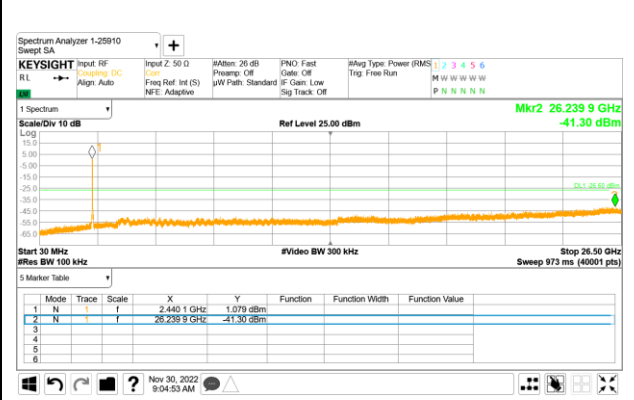 Spectrum Analyzer 1-25910
Swept SA
KEYSIGHT Input: RF Input Z: 50 Ω #Atten: 26 dB PNO: Fast #Avg Type: Power (RMS 1 2 3 4 5 6
RL Coupling: DC Corr Preamp: Off Gate: Off Trig: Free Run M W W W W W
Align: Auto Freq Ref: Int (S) µW Path: Standard IF Gain: Low
NFE: Adaptive Sig Track: Off P N N N N N
1 Spectrum
Mkr2 26.239 9 GHz
Scale/Div 10 dB Ref Level 25.00 dBm -41.30 dBm
Log
15.0
5.00
-5.00
-15.0
-25.0
-35.0
-45.0
-55.0
-65.0
1
DL1 -26.60 dBm
Start 30 MHz #Video BW 300 kHz Stop 26.50 GHz
#Res BW 100 kHz Sweep 973 ms (40001 pts)
5 Marker Table
Mode Trace Scale X Y Function Function Width Function Value
1 N 1 f 2.440 1 GHz 1.079 dBm
2 N 1 f 26.239 9 GHz -41.30 dBm
3
4
5
6
Nov 30, 2022
9:04:53 AM